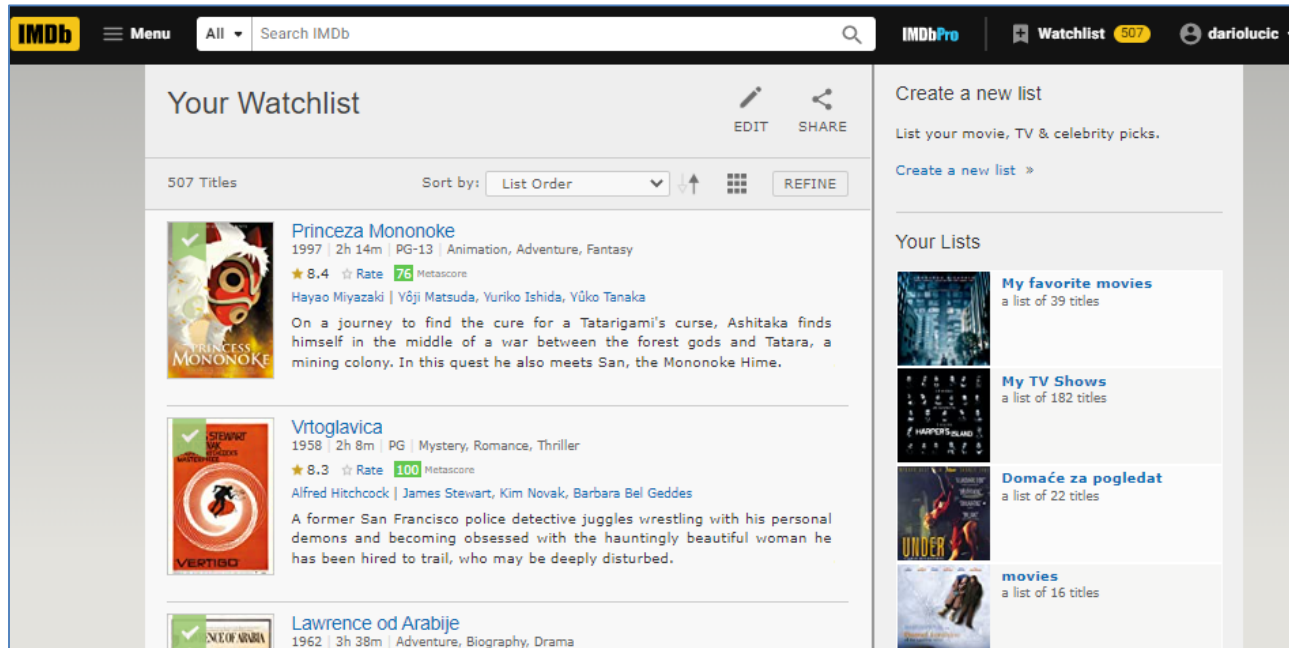 IMDb Menu All Search IMDb IMDbPro Watchlist 507 dariolucic
Your Watchlist
EDIT SHARE
507 Titles Sort by: List Order REFINE
Princeza Mononoke
1997 | 2h 14m | PG-13 | Animation, Adventure, Fantasy
8.4 Rate 76 Metascore
Hayao Miyazaki | Yôji Matsuda, Yuriko Ishida, Yûko Tanaka
On a journey to find the cure for a Tatarigami's curse, Ashitaka finds
himself in the middle of a war between the forest gods and Tatara, a
mining colony. In this quest he also meets San, the Mononoke Hime.
PRINCESS
MONONOKE
Vrtoglavica
1958 | 2h 8m | PG | Mystery, Romance, Thriller
8.3 Rate 100 Metascore
Alfred Hitchcock | James Stewart, Kim Novak, Barbara Bel Geddes
A former San Francisco police detective juggles wrestling with his personal
demons and becoming obsessed with the hauntingly beautiful woman he
has been hired to trail, who may be deeply disturbed.
STEWART
VERTIGO
Lawrence od Arabije
1962 | 3h 38m | Adventure, Biography, Drama
OF ARABIA
Create a new list
List your movie, TV & celebrity picks.
Create a new list »
Your Lists
My favorite movies
a list of 39 titles
My TV Shows
a list of 182 titles
HARPER'S ISLAND
Domaće za pogledat
a list of 22 titles
UNDER
movies
a list of 16 titles